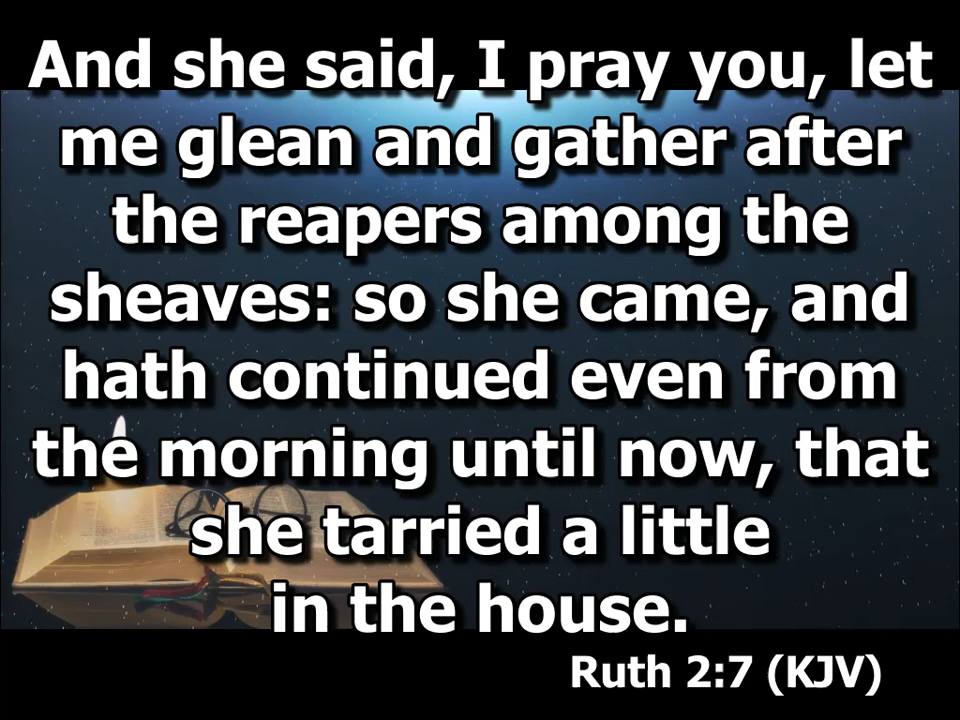 And she said, I pray you, let
me glean and gather after
the reapers among the
sheaves: so she came, and
hath continued even from
the morning until now, that
she tarried a little
in the house.
Ruth 2:7 (KJV)